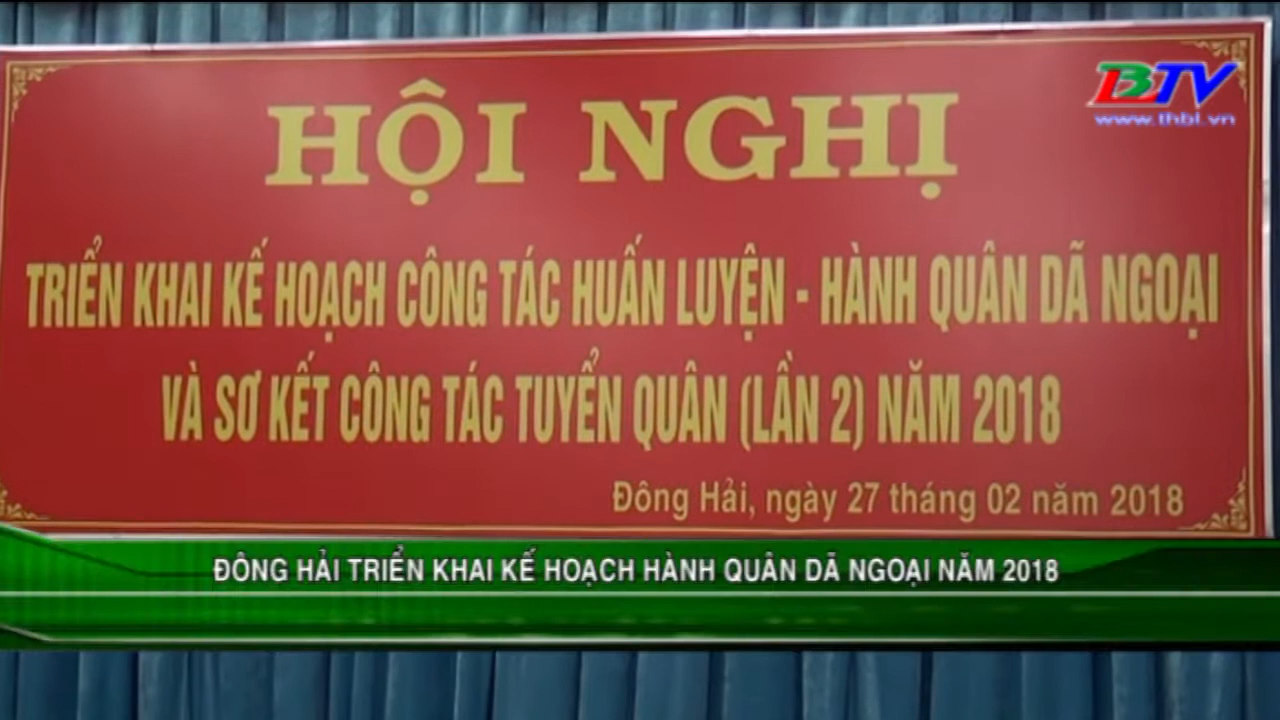 BTV
www.thbl.vn
HỘI NGHỊ
TRIỂN KHAI KẾ HOẠCH CÔNG TÁC HUẤN LUYỆN - HÀNH QUÂN DÃ NGOẠI
VÀ SƠ KẾT CÔNG TÁC TUYỂN QUÂN (LẦN 2) NĂM 2018
Đông Hải, ngày 27 tháng 02 năm 2018
ĐÔNG HẢI TRIỂN KHAI KẾ HOẠCH HÀNH QUÂN DÃ NGOẠI NĂM 2018